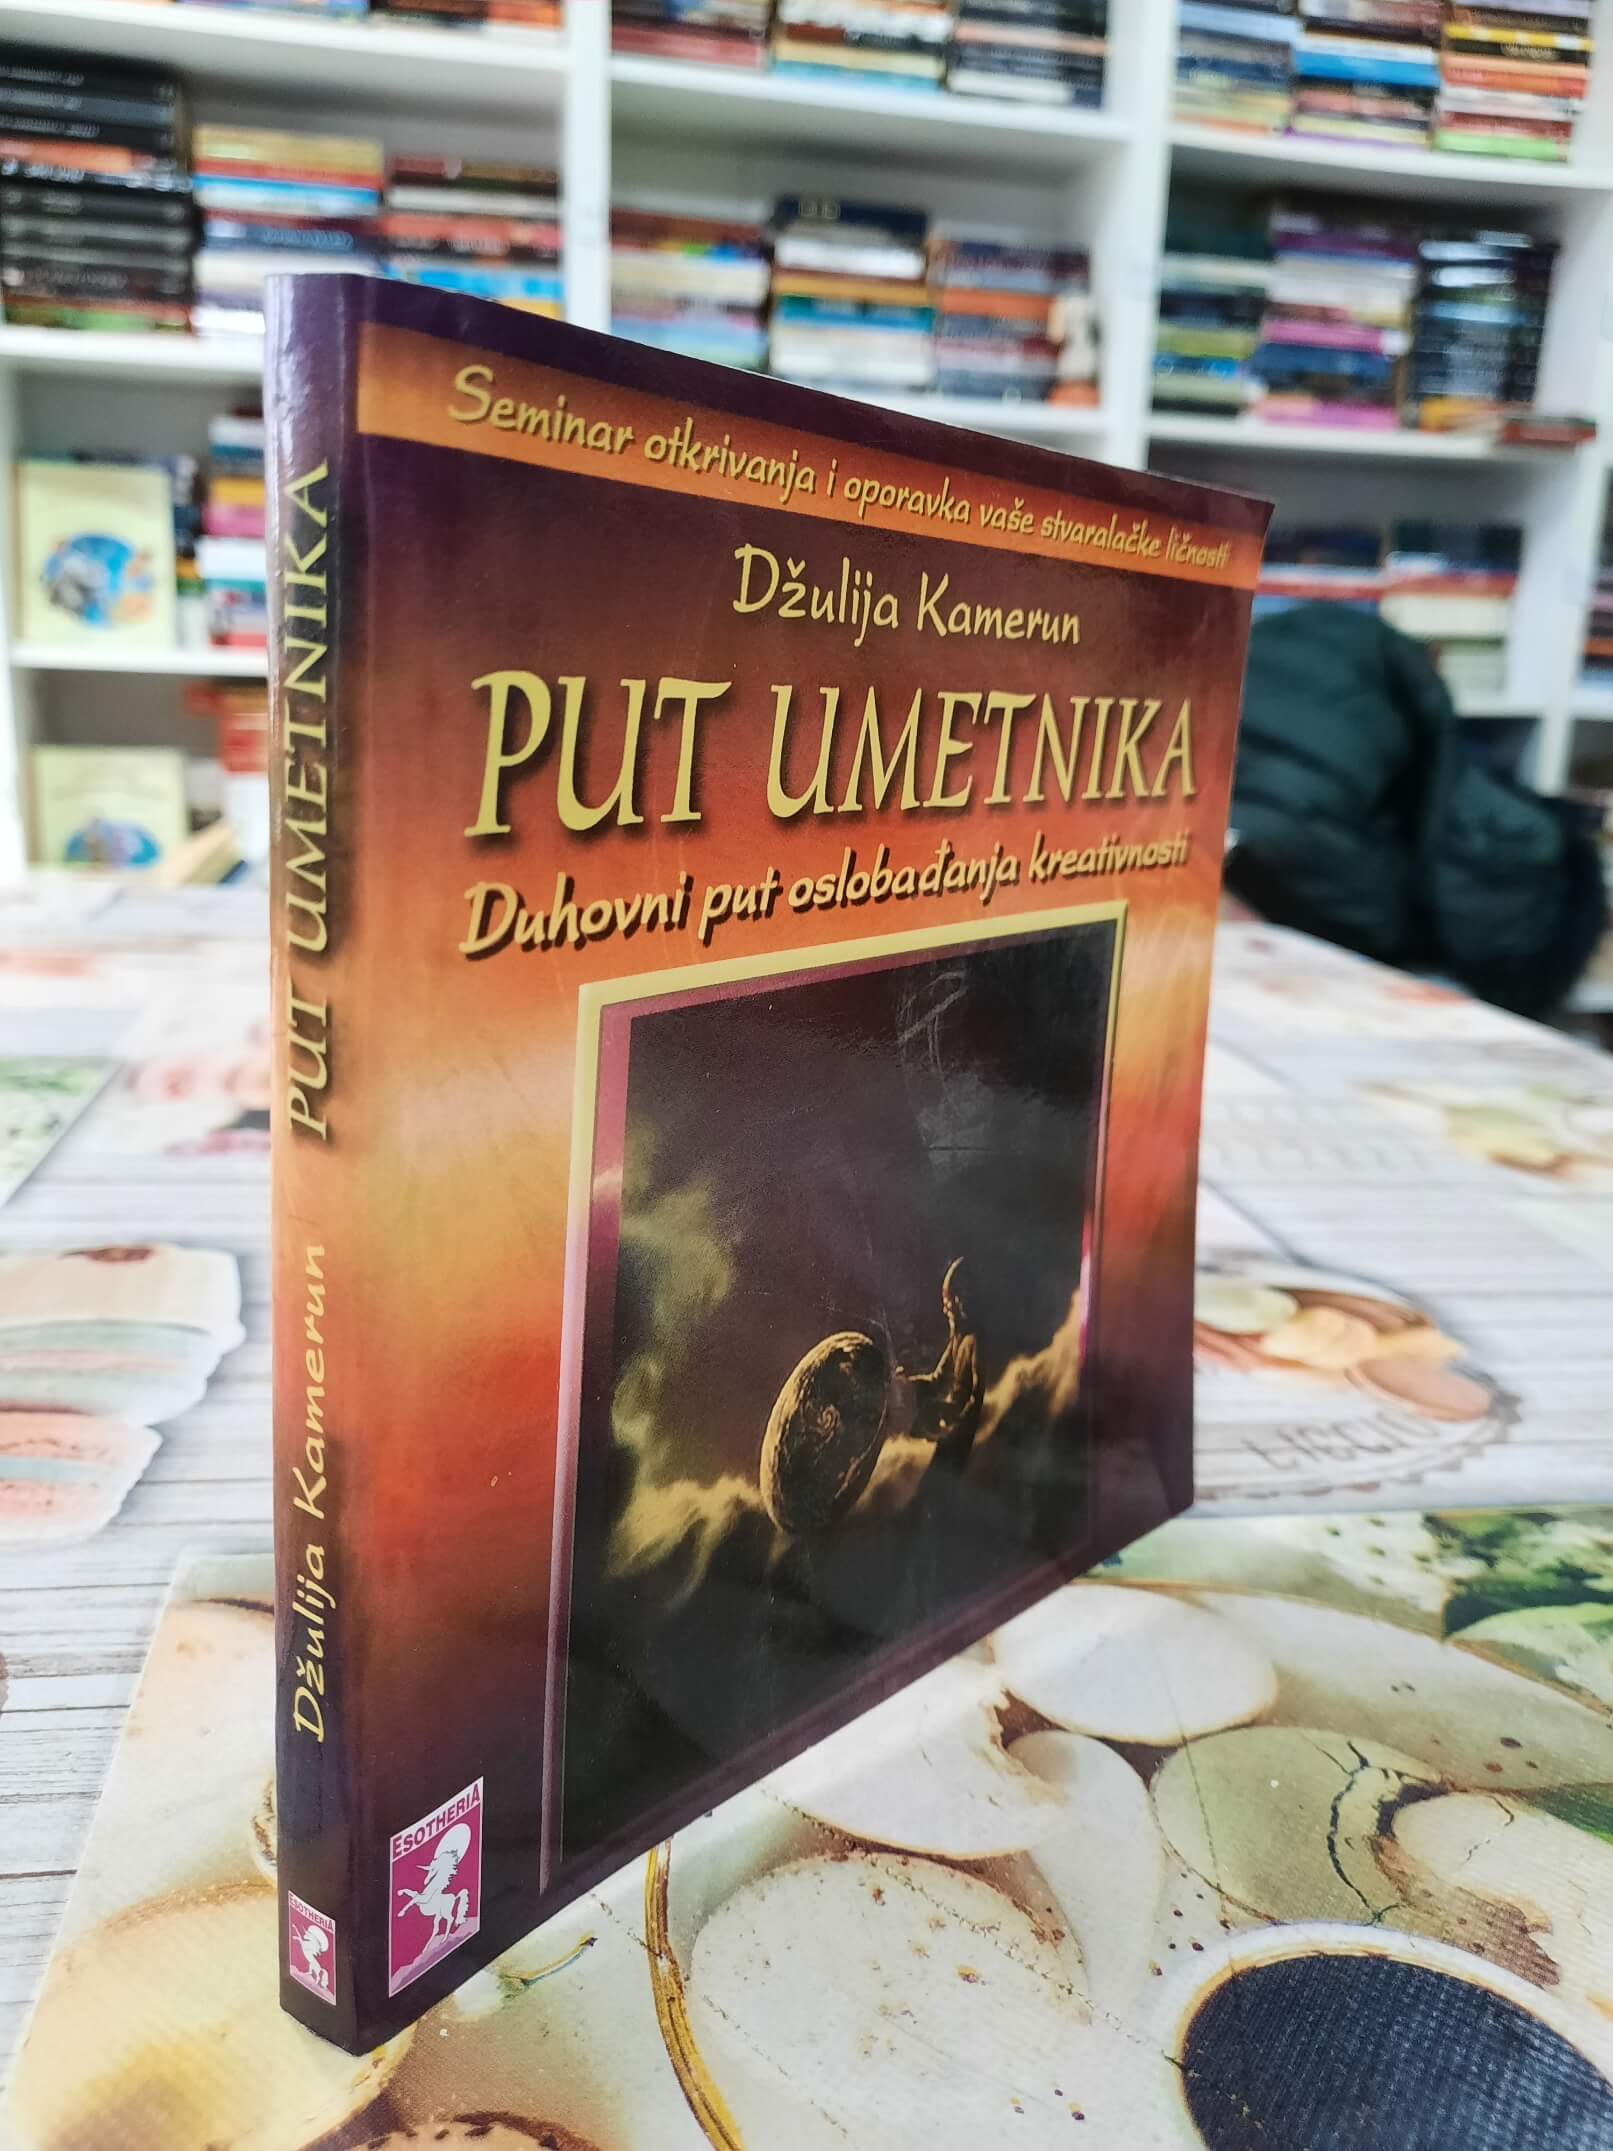 Seminar otkrivanja i oporavka vaše stvaralačke ličnosti
Džulija Kamerun
PUT UMETNIKA
Duhovni put oslobađanja kreativnosti
ESOTHERIA
Džulija Kamerun PUT UMETNIKA
ESOTHERIA